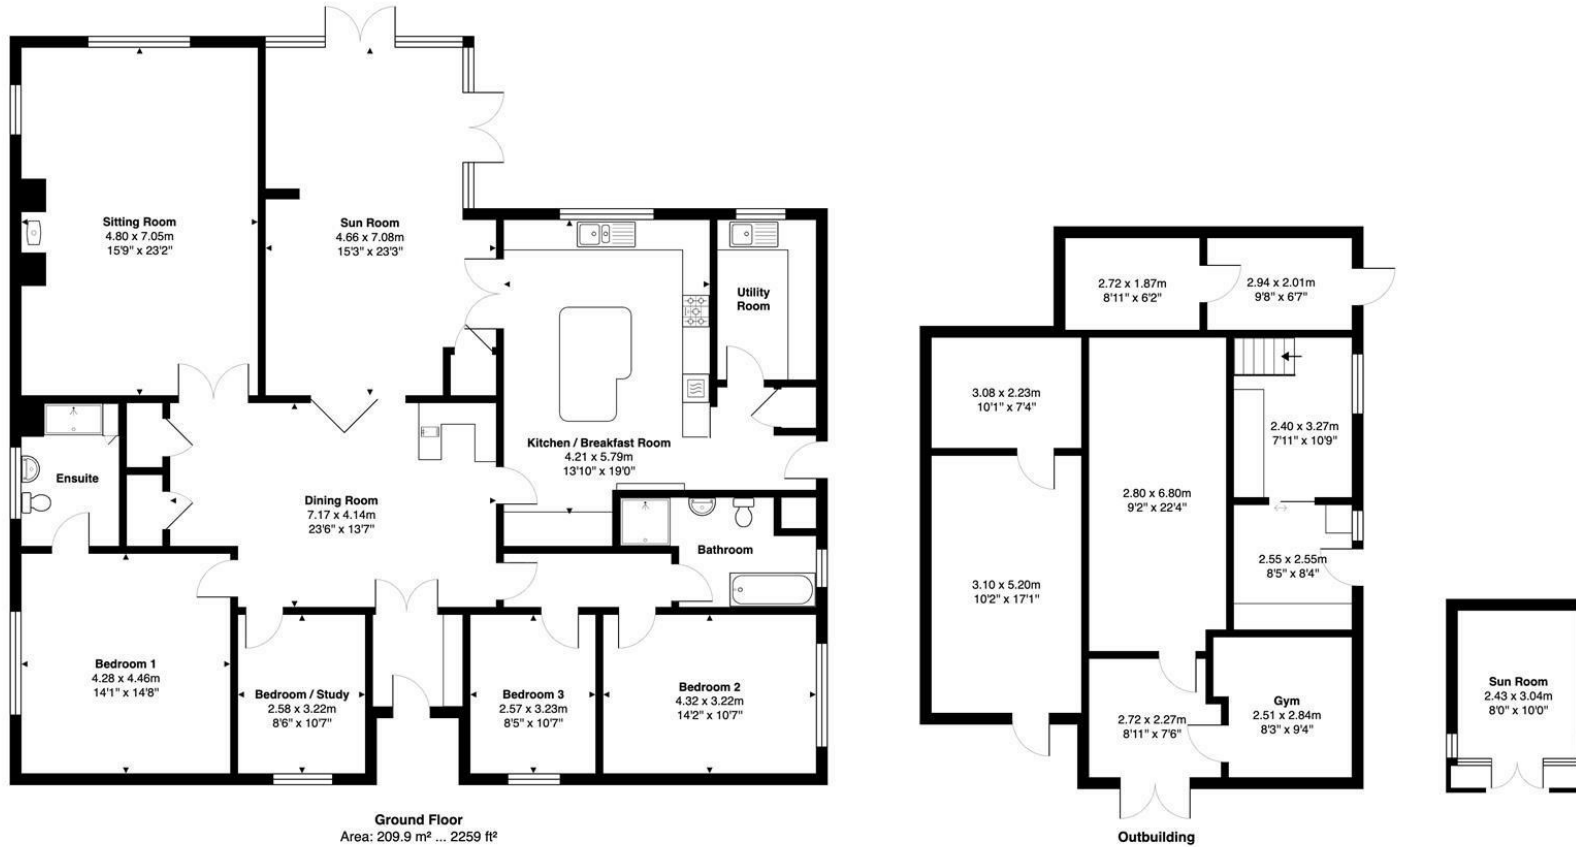 Sitting Room
4.80 x 7.05m
15'9" x 23'2"
Sun Room
4.66 x 7.08m
15'3" x 23'3"
Utility
Room
Kitchen / Breakfast Room
4.21 x 5.79m
13'10" x 19'0"
Ensuite
Dining Room
7.17 x 4.14m
23'6" x 13'7"
Bathroom
Bedroom 1
4.28 x 4.46m
14'1" x 14'8"
Bedroom / Study
2.58 x 3.22m
8'6" x 10'7"
Bedroom 3
2.57 x 3.23m
8'5" x 10'7"
Bedroom 2
4.32 x 3.22m
14'2" x 10'7"
Ground Floor
Area: 209.9 m² ... 2259 ft²
2.72 x 1.87m
8'11" x 6'2"
2.94 x 2.01m
9'8" x 6'7"
3.08 x 2.23m
10'1" x 7'4"
2.40 x 3.27m
7'11" x 10'9"
2.80 x 6.80m
9'2" x 22'4"
2.55 x 2.55m
8'5" x 8'4"
3.10 x 5.20m
10'2" x 17'1"
2.72 x 2.27m
8'11" x 7'6"
Gym
2.51 x 2.84m
8'3" x 9'4"
Outbuilding
Sun Room
2.43 x 3.04m
8'0" x 10'0"